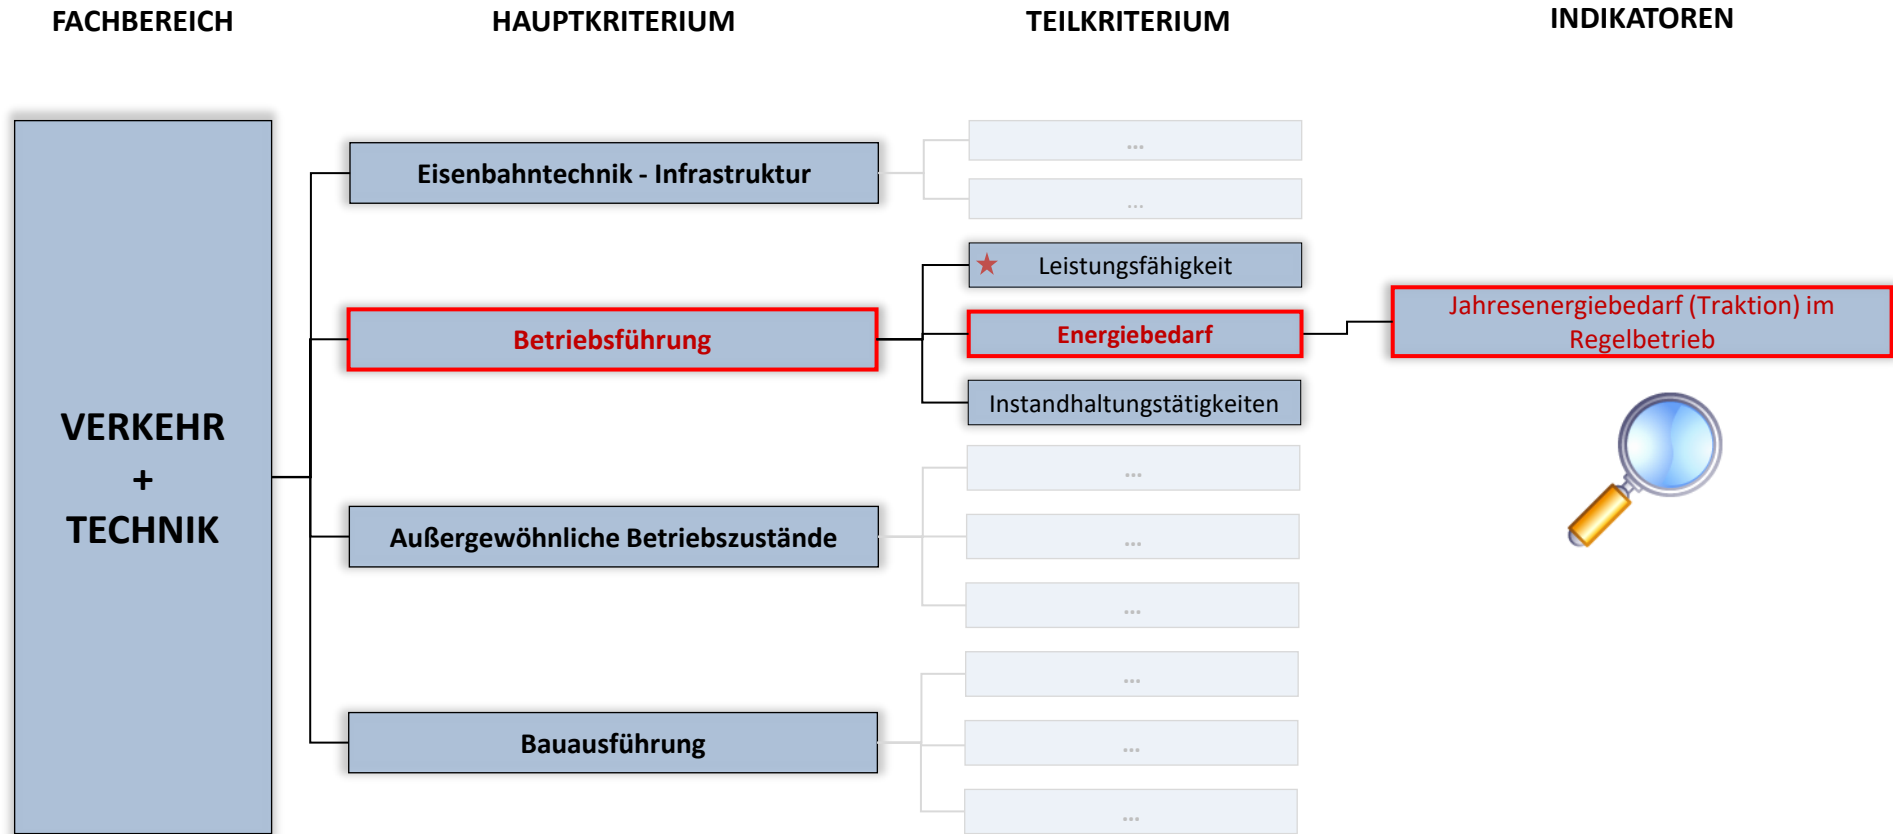 FACHBEREICH
HAUPTKRITERIUM
TEILKRITERIUM
INDIKATOREN
VERKEHR
+
TECHNIK
Eisenbahntechnik - Infrastruktur
...
...
Betriebsführung
Leistungsfähigkeit
Energiebedarf
Instandhaltungstätigkeiten
Jahresenergiebedarf (Traktion) im
Regelbetrieb
Außergewöhnliche Betriebszustände
...
...
...
Bauausführung
...
...
...